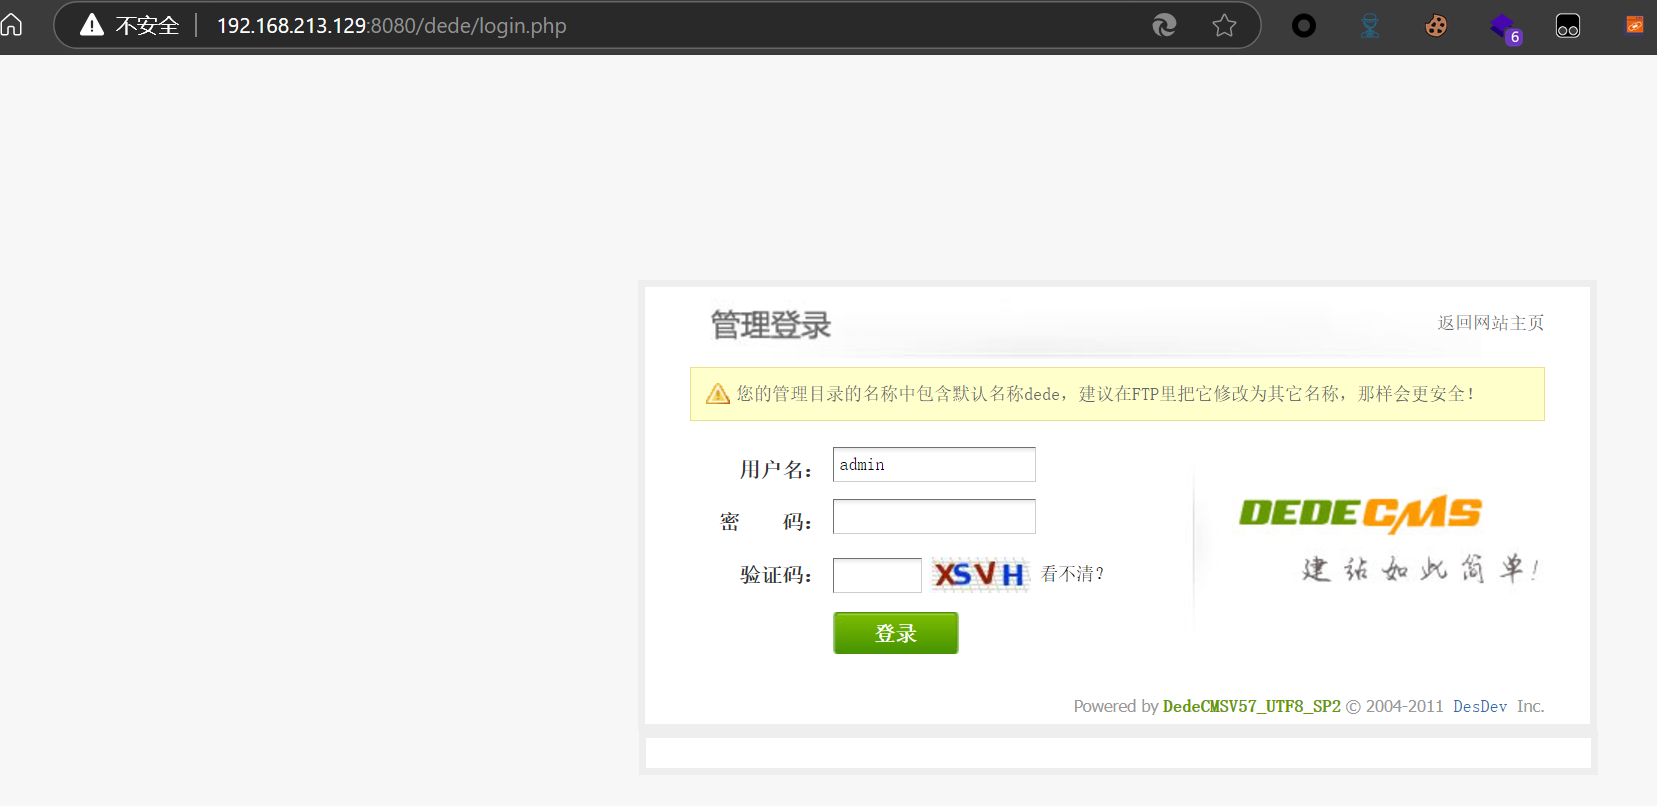 不安全 192.168.213.129:8080/dede/login.php
6
管理登录
返回网站主页
您的管理目录的名称中包含默认名称dede，建议在FTP里把它修改为其它名称，那样会更安全！
用户名：admin
密 码：
验证码： XSVH 看不清？
登录
DEDECMS
建站如此简单！
Powered by DedeCMSV57_UTF8_SP2 © 2004-2011 DesDev Inc.